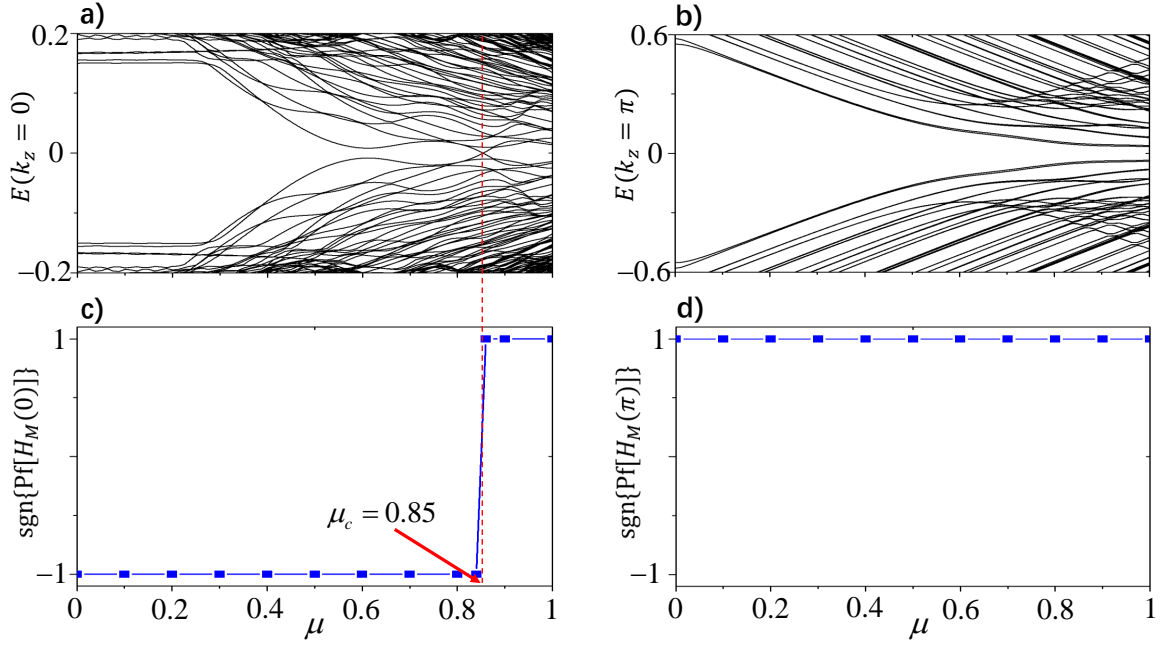 a)
0.2
0
−0.2
E(k_z = 0)
b)
0.6
0
−0.6
E(k_z = π)
c)
1
−1
sgn{Pf[H_M(0)]}
μ_c = 0.85
0 0.2 0.4 0.6 0.8 1
μ
d)
1
−1
sgn{Pf[H_M(π)]}
0 0.2 0.4 0.6 0.8 1
μ